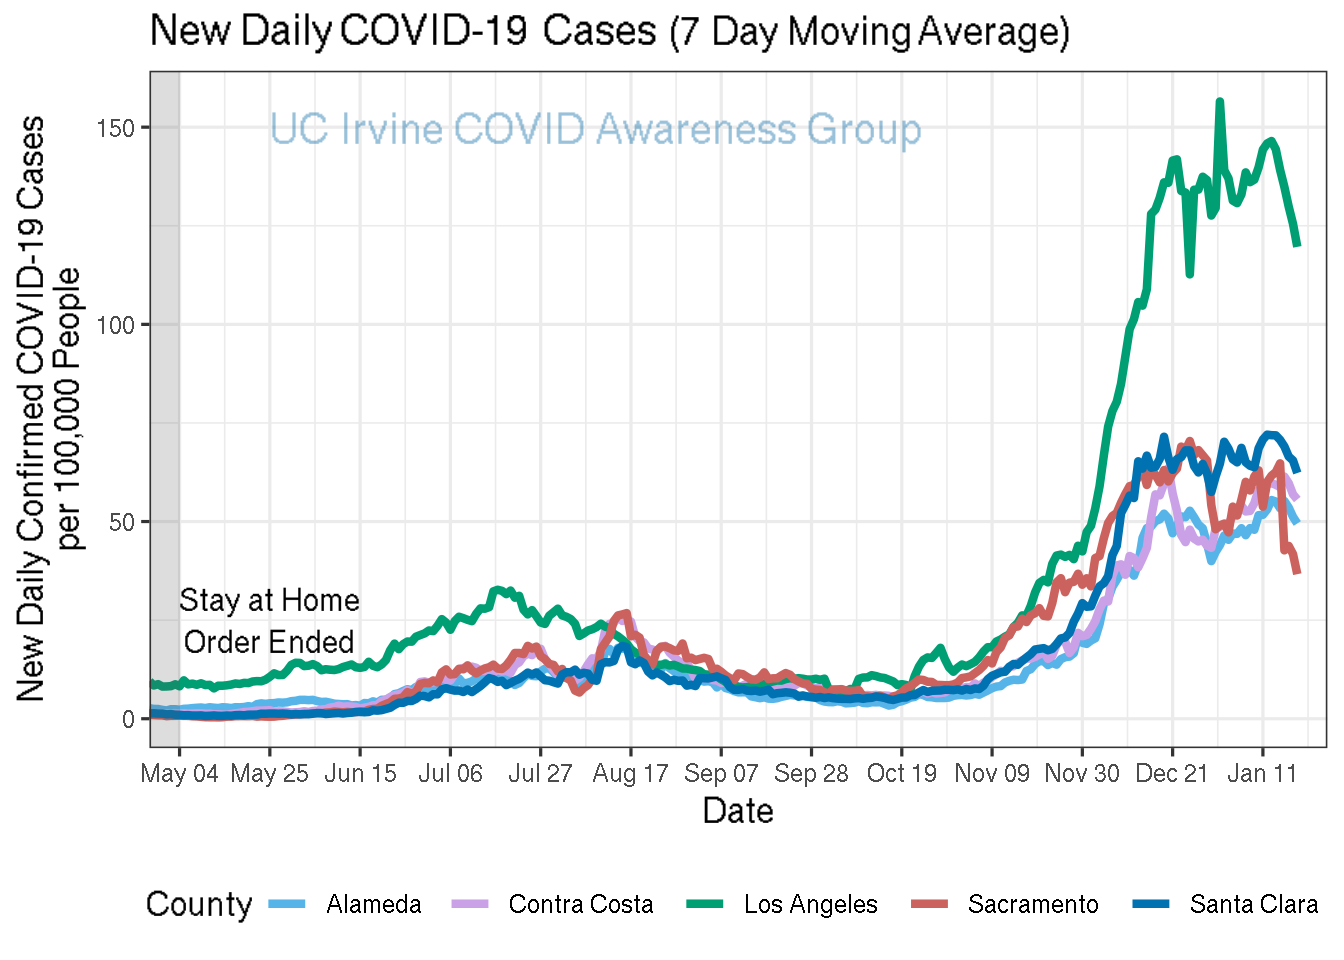 New Daily COVID-19 Cases (7 Day Moving Average)
UC Irvine COVID Awareness Group
New Daily Confirmed COVID-19 Cases
per 100,000 People
150
100
50
0
Stay at Home
Order Ended
May 04 May 25 Jun 15 Jul 06 Jul 27 Aug 17 Sep 07 Sep 28 Oct 19 Nov 09 Nov 30 Dec 21 Jan 11
Date
County Alameda Contra Costa Los Angeles Sacramento Santa Clara